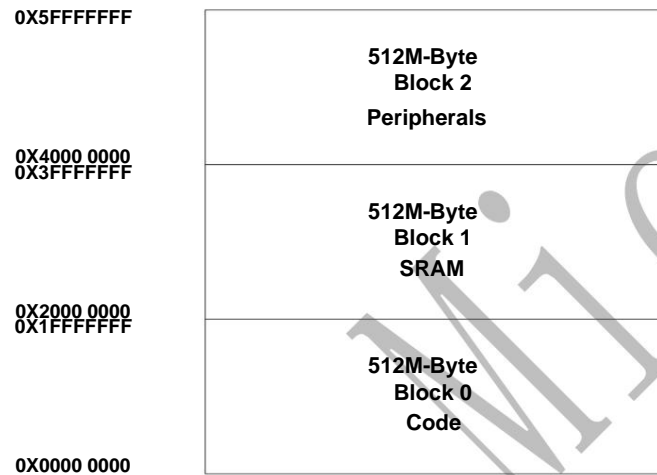 0X5FFFFFFF
512M-Byte
Block 2
Peripherals
0X4000 0000
0X3FFFFFFF
512M-Byte
Block 1
SRAM
0X2000 0000
0X1FFFFFFF
512M-Byte
Block 0
Code
0X0000 0000